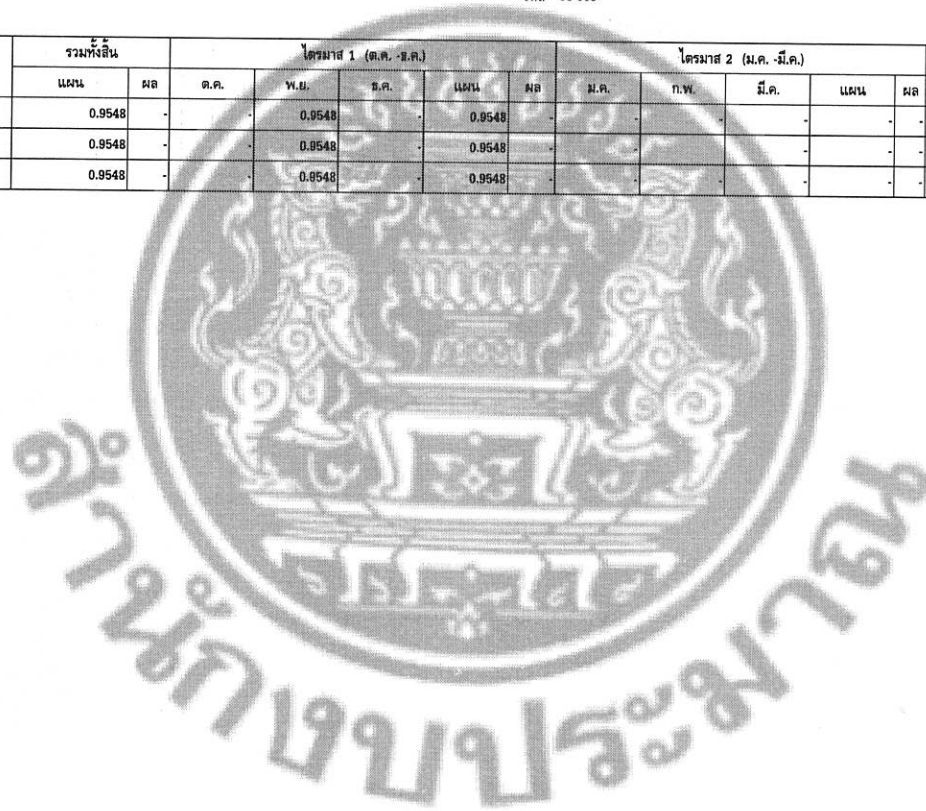 รวมทั้งสิ้น ไตรมาส 1 (ต.ค. -ธ.ค.) ไตรมาส 2 (ม.ค. -มี.ค.)
แผน ผล ต.ค. พ.ย. ธ.ค. แผน ผล ม.ค. ก.พ. มี.ค. แผน ผล
0.9548 - - 0.9548 - 0.9548 - - - - - -
0.9548 - - 0.9548 - 0.9548 - - - - - -
0.9548 - - 0.9548 - 0.9548 - - - - - -
สำนักงบประมาณ